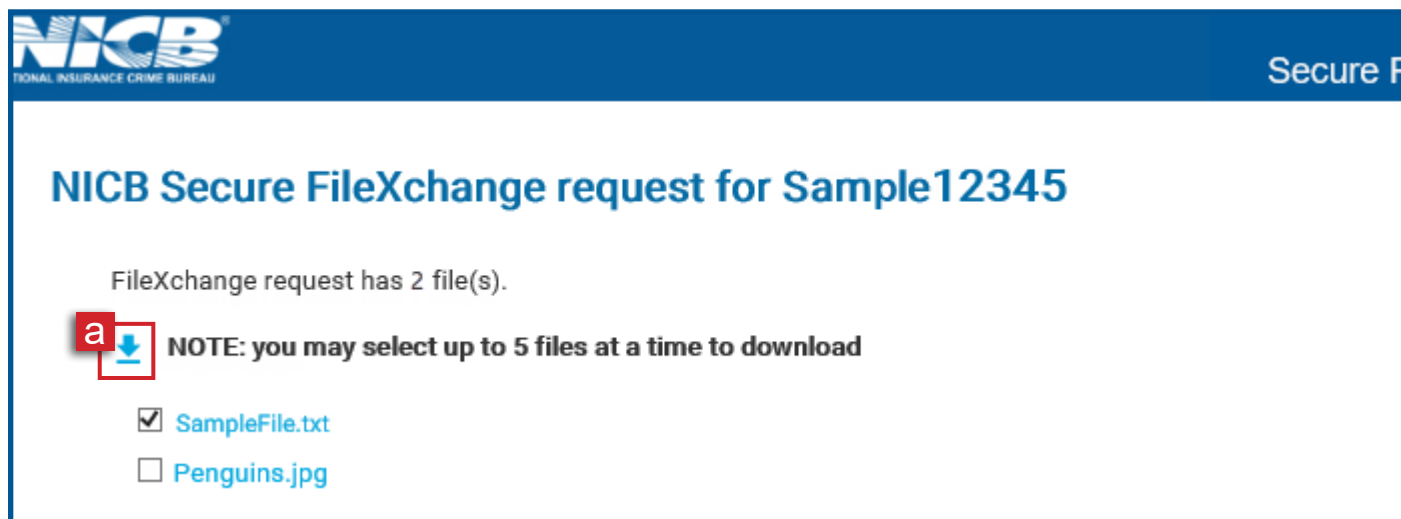 NICB®
TIONAL INSURANCE CRIME BUREAU
Secure F
NICB Secure FileXchange request for Sample12345
FileXchange request has 2 file(s).
a
NOTE: you may select up to 5 files at a time to download
SampleFile.txt
Penguins.jpg